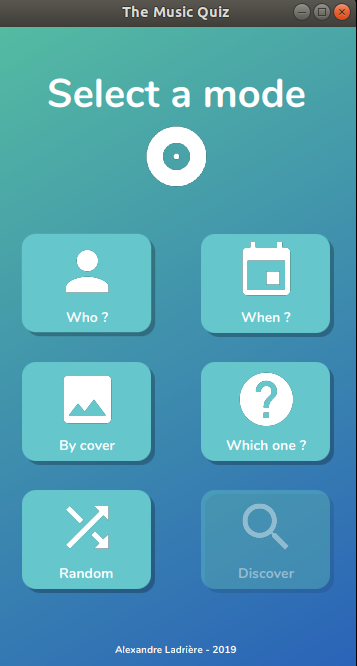 The Music Quiz
Select a mode
Who ?
When ?
By cover
Which one ?
Random
Discover
Alexandre Ladrière - 2019